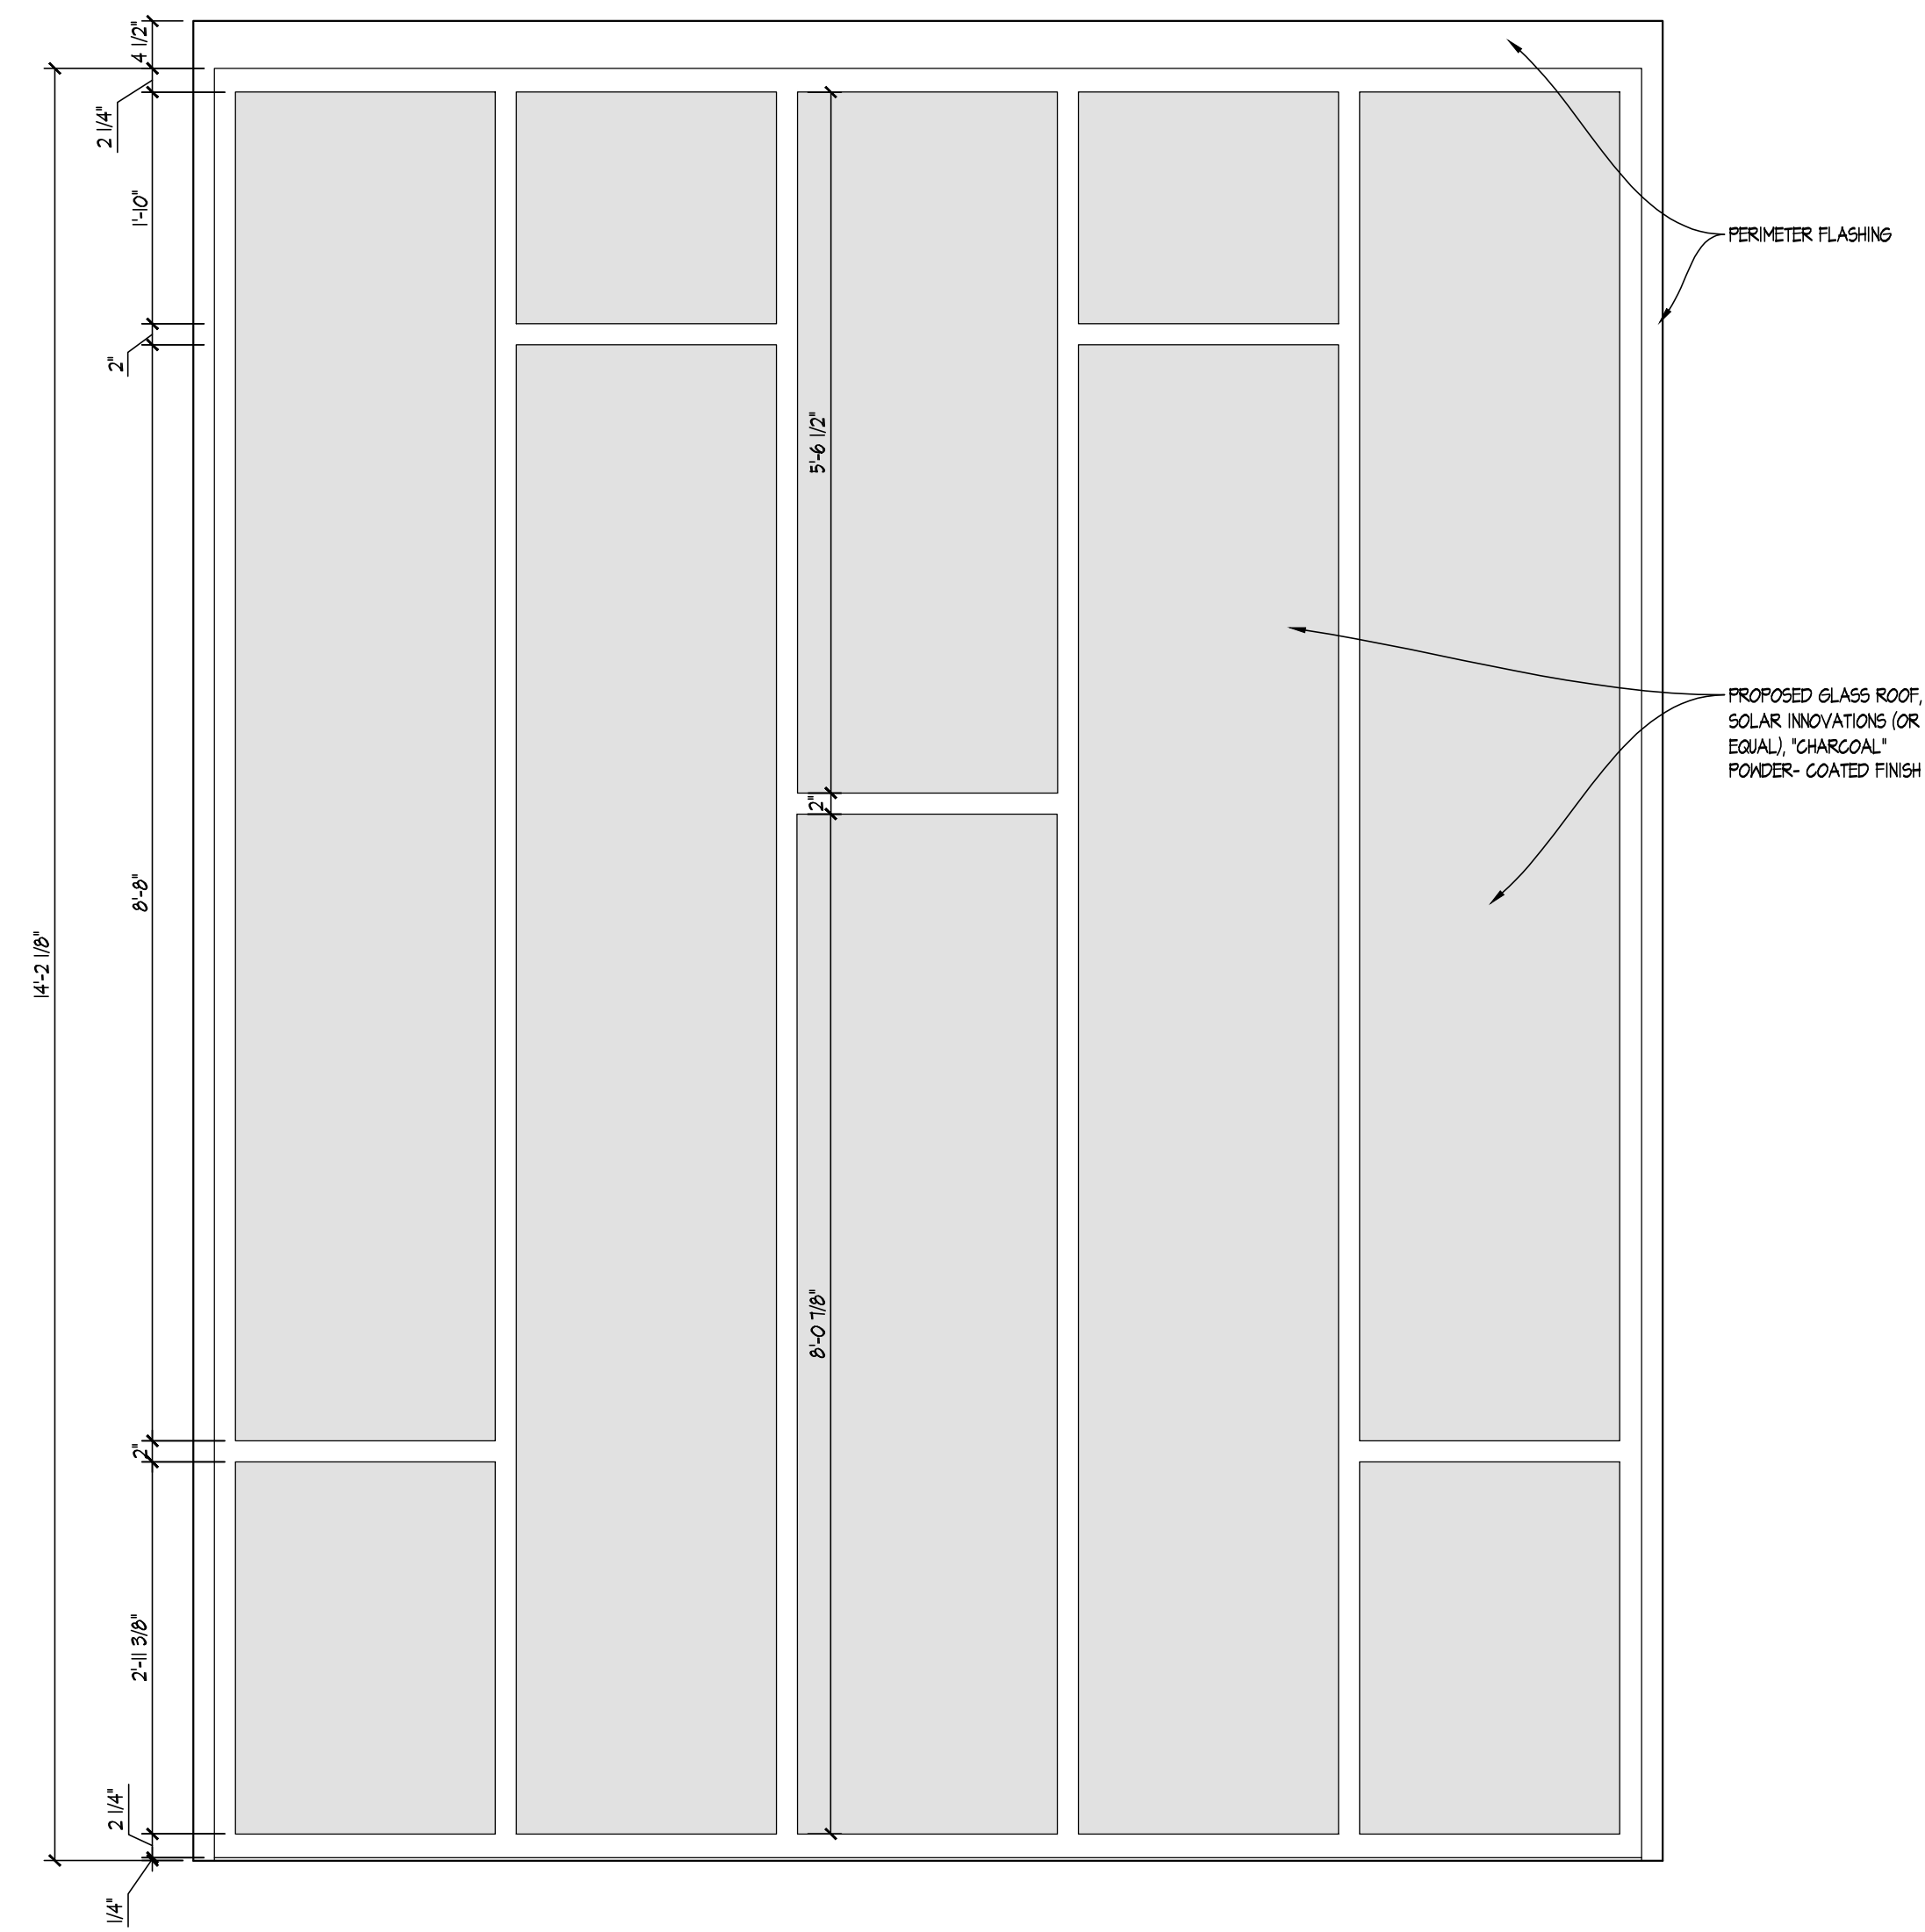 4 1/2"
2 1/4"
1'-10"
2"
8'-8"
14'-2 1/8"
2"
2'-11 3/8"
2 1/4"
1/4"
5'-6 1/2"
2"
8'-0 7/8"
PERIMETER FLASHING
PROPOSED GLASS ROOF,
SOLAR INNOVATIONS (OR
EQUAL), "CHARCOAL"
POWDER- COATED FINISH